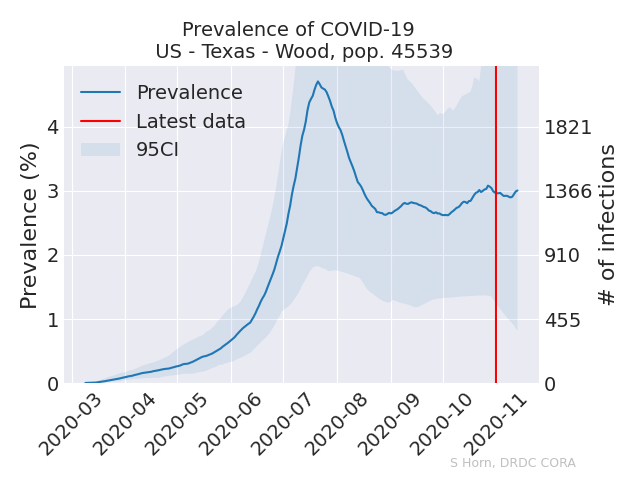 Prevalence of COVID-19
US - Texas - Wood, pop. 45539
Prevalence
Latest data
95CI
Prevalence (%)
4
3
2
1
0
1821
1366
910
455
0
# of infections
2020-03
2020-04
2020-05
2020-06
2020-07
2020-08
2020-09
2020-10
2020-11
S Horn, DRDC CORA